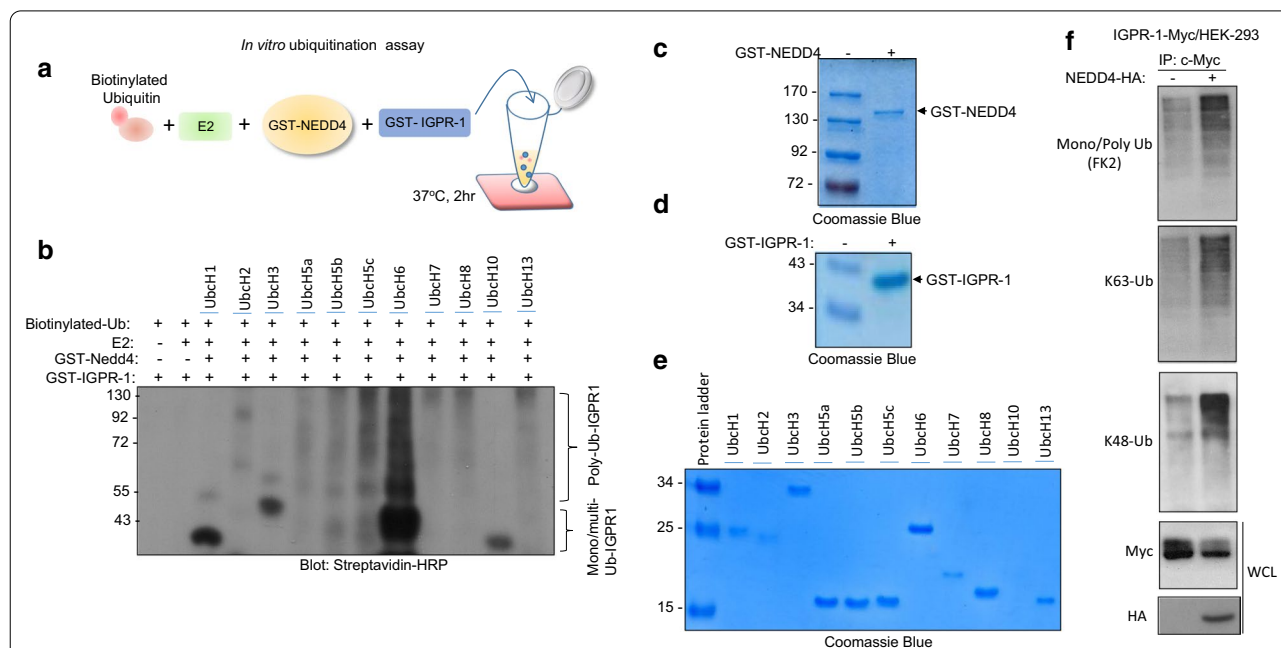 a
In vitro ubiquitination assay
Biotinylated
Ubiquitin
+ E2 + GST-NEDD4 + GST- IGPR-1
37°C, 2hr
b
UbcH1 UbcH2 UbcH3 UbcH5a UbcH5b UbcH5c UbcH6 UbcH7 UbcH8 UbcH10 UbcH13
Biotinylated-Ub: + + + + + + + + + + + + +
E2: - + + + + + + + + + + + +
GST-Nedd4: - - + + + + + + + + + + +
GST-IGPR-1: + + + + + + + + + + + + +
130
92 -
72 -
55 -
43 -
Poly-Ub-IGPR1
Mono/multi-
Ub-IGPR1
Blot: Streptavidin-HRP
c
GST-NEDD4 - +
170 -
130 -
92 -
72 -
GST-NEDD4
Coomassie Blue
d
GST-IGPR-1: - +
43 -
34 -
GST-IGPR-1
Coomassie Blue
e
Protein ladder UbcH1 UbcH2 UbcH3 UbcH5a UbcH5b UbcH5c UbcH6 UbcH7 UbcH8 UbcH10 UbcH13
34 -
25 -
15 -
Coomassie Blue
f
IGPR-1-Myc/HEK-293
IP: c-Myc
NEDD4-HA: - +
Mono/Poly Ub
(FK2)
K63-Ub
K48-Ub
Myc
HA
WCL